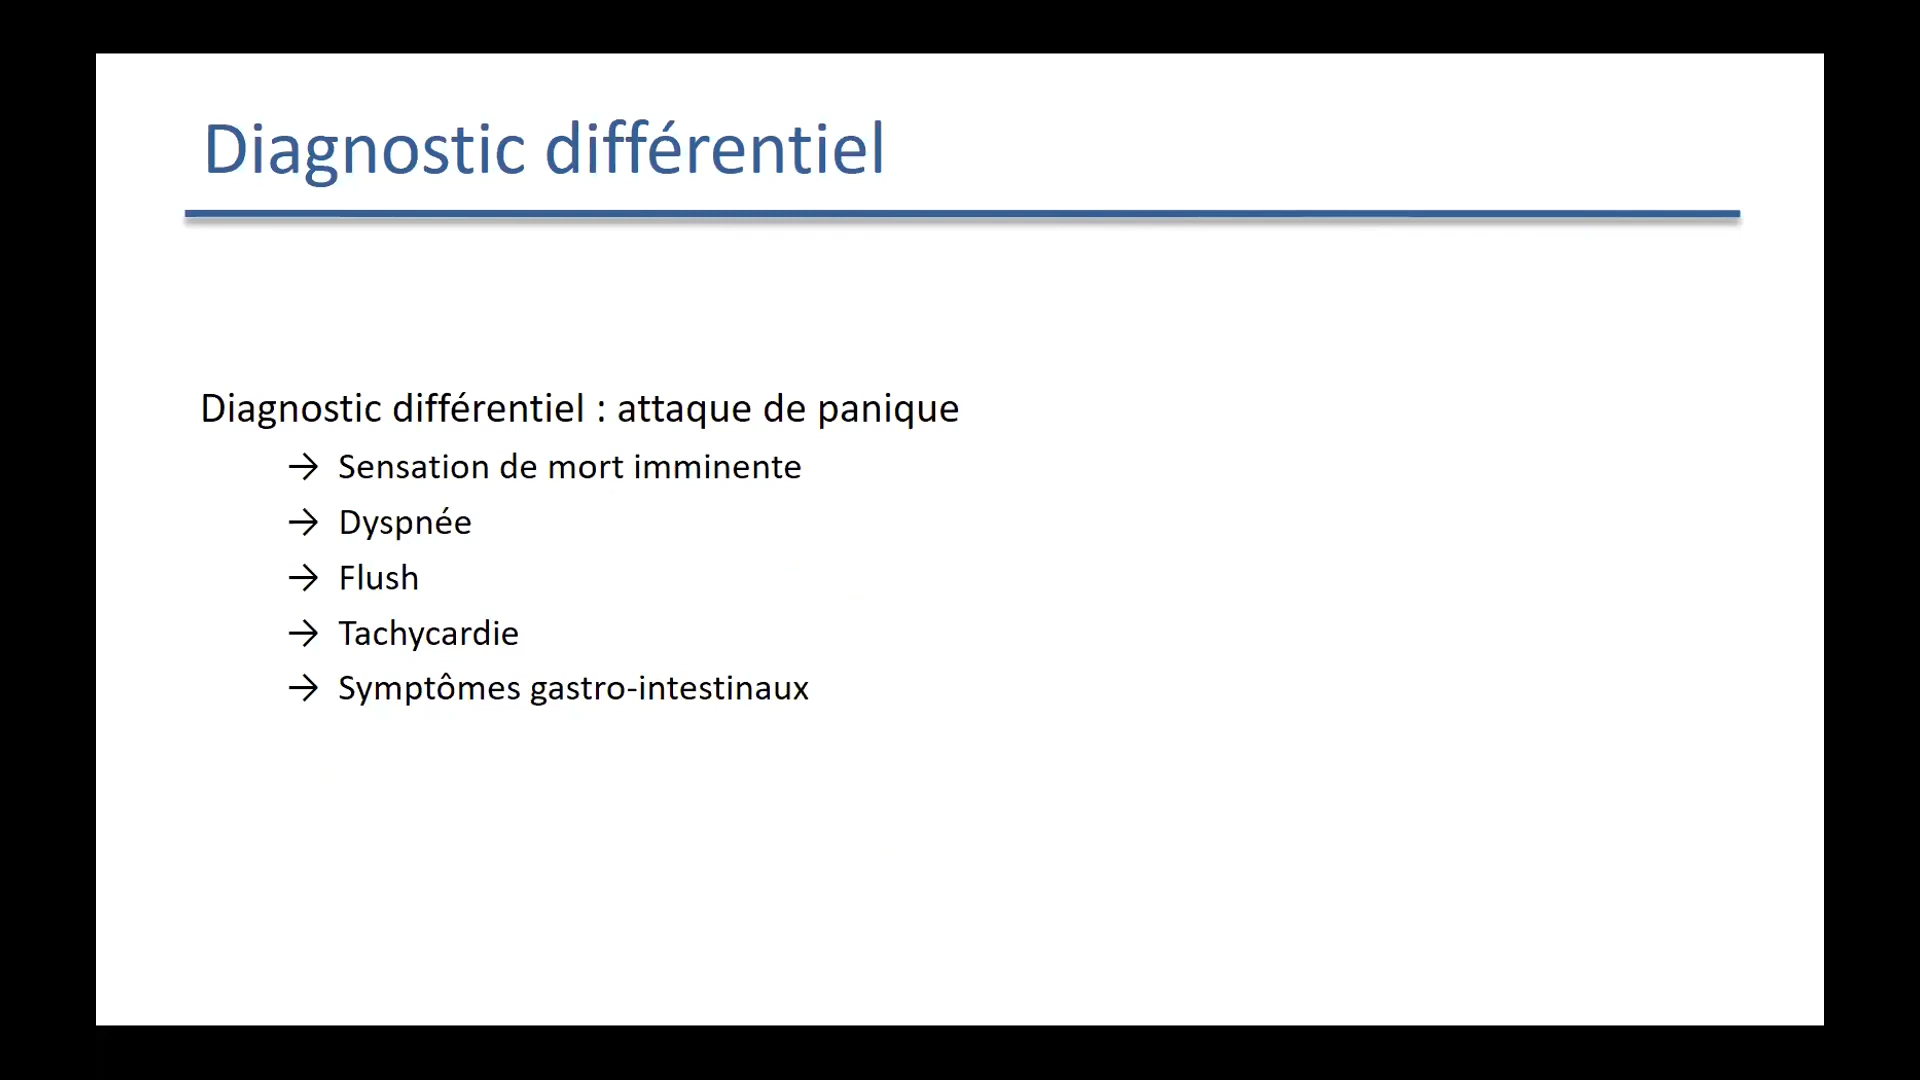 Diagnostic différentiel
Diagnostic différentiel : attaque de panique
→ Sensation de mort imminente
→ Dyspnée
→ Flush
→ Tachycardie
→ Symptômes gastro-intestinaux